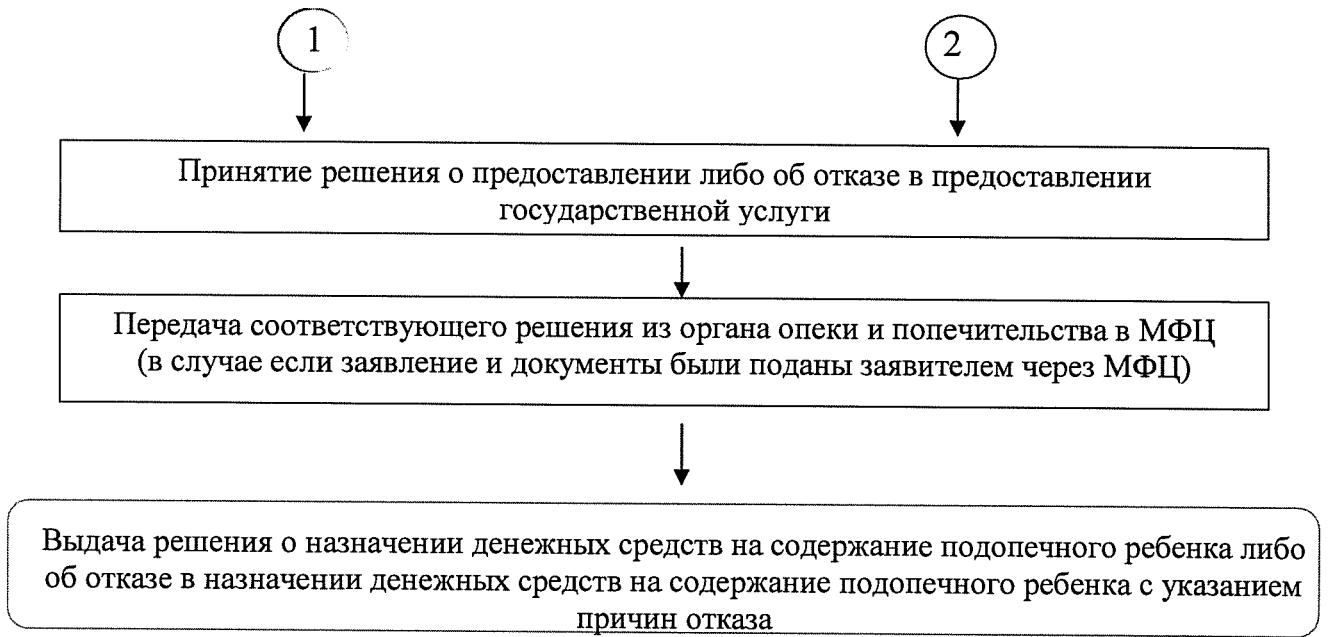 1
2
Принятие решения о предоставлении либо об отказе в предоставлении
государственной услуги
Передача соответствующего решения из органа опеки и попечительства в МФЦ
(в случае если заявление и документы были поданы заявителем через МФЦ)
Выдача решения о назначении денежных средств на содержание подопечного ребенка либо
об отказе в назначении денежных средств на содержание подопечного ребенка с указанием
причин отказа